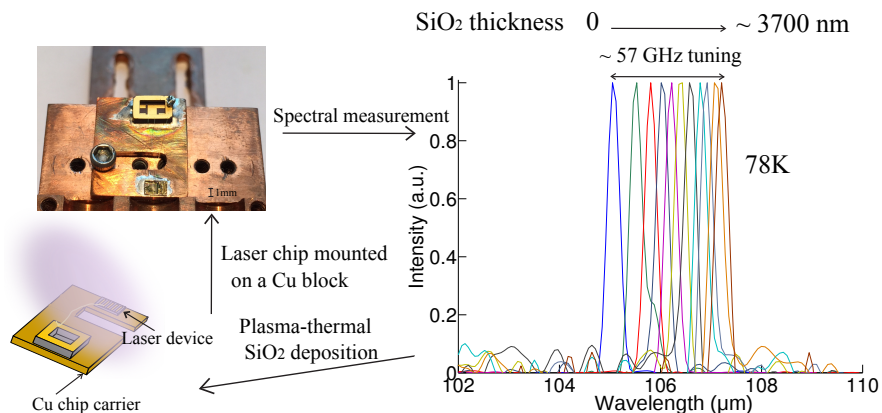 SiO₂ thickness 0 ~ 3700 nm
~ 57 GHz tuning
Spectral measurement
1mm
78K
Laser chip mounted
on a Cu block
Laser device
Plasma-thermal
SiO₂ deposition
Cu chip carrier
Intensity (a.u.)
1
0.8
0.6
0.4
0.2
0
102 104 106 108 110
Wavelength (μm)